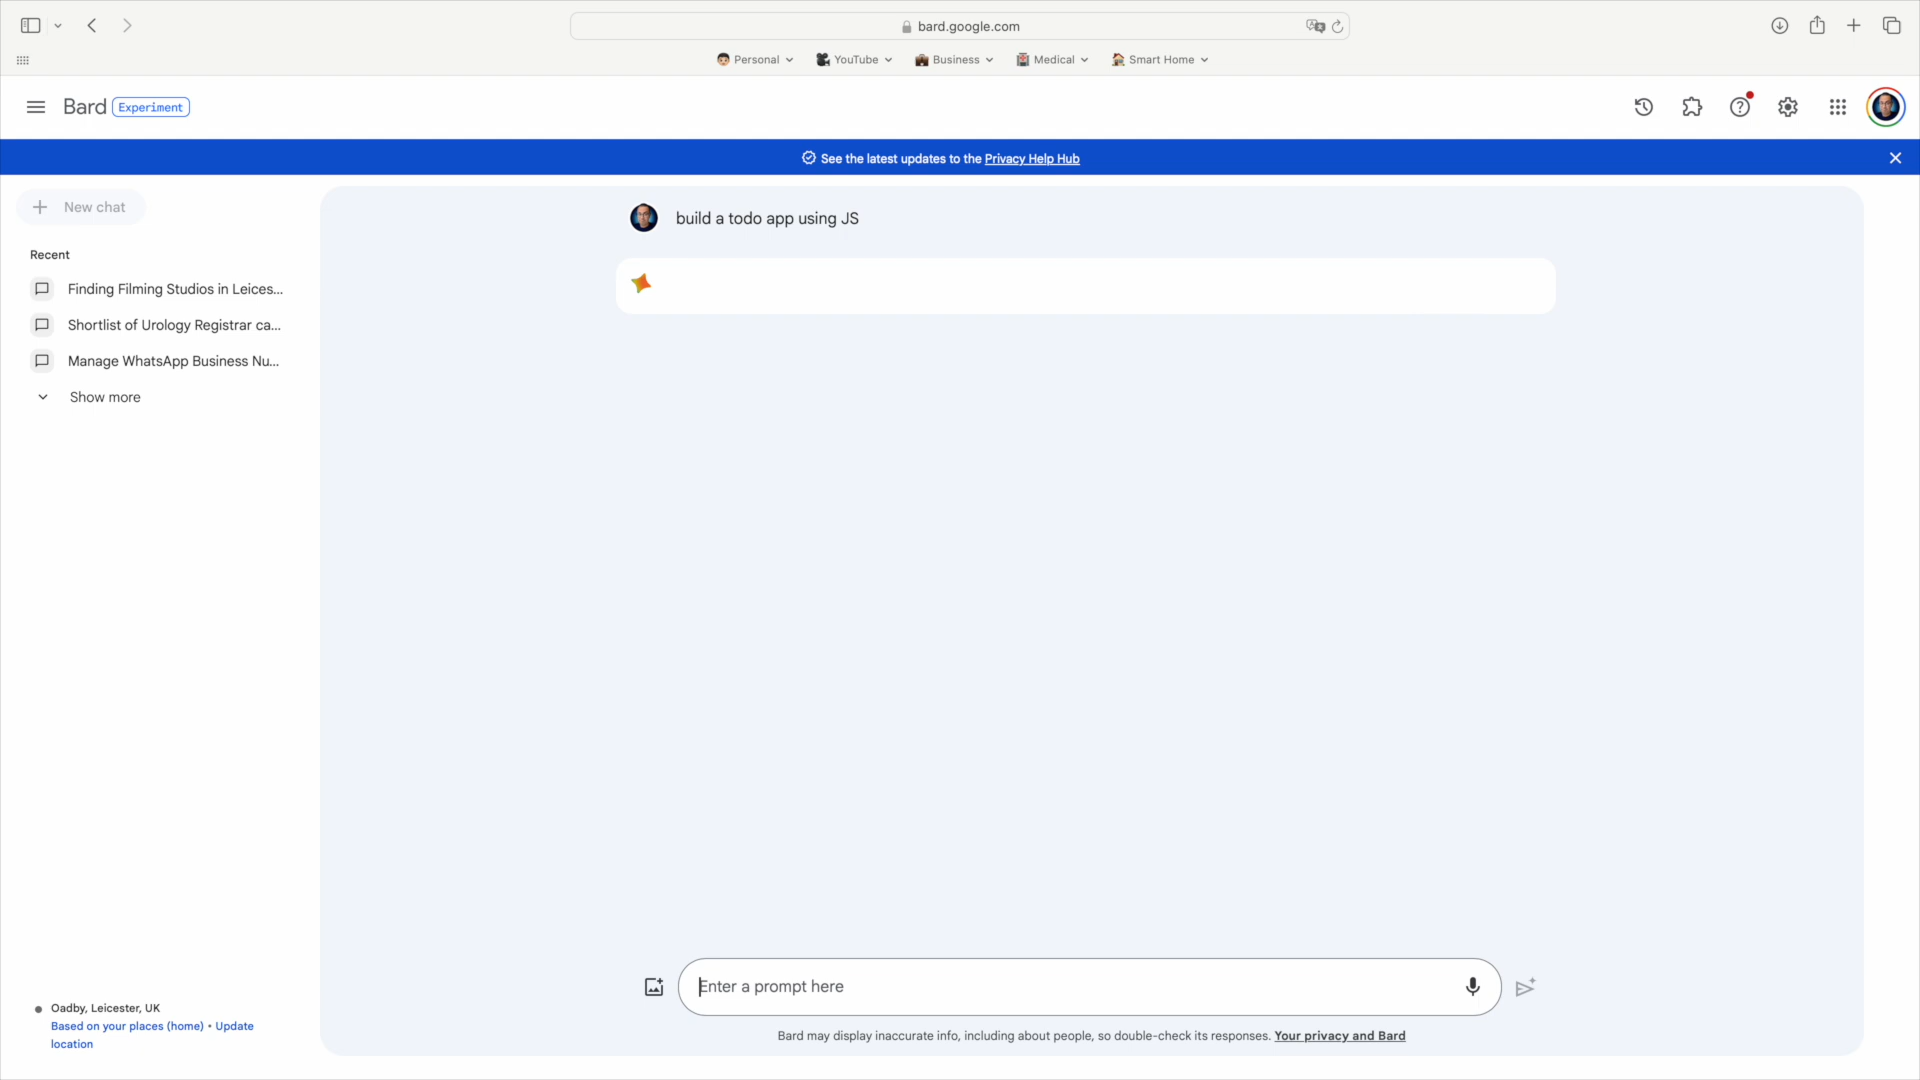 bard.google.com
Personal
YouTube
Business
Medical
Smart Home
Bard
Experiment
See the latest updates to the Privacy Help Hub
New chat
build a todo app using JS
Recent
Finding Filming Studios in Leices...
Shortlist of Urology Registrar ca...
Manage WhatsApp Business Nu...
Show more
Enter a prompt here
Oadby, Leicester, UK
Based on your places (home) • Update
location
Bard may display inaccurate info, including about people, so double-check its responses. Your privacy and Bard